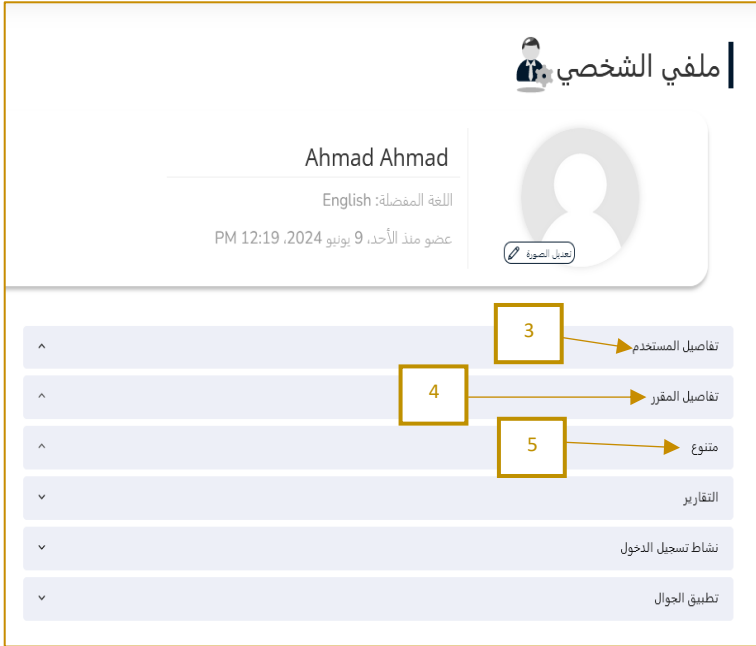 ملفي الشخصي
Ahmad Ahmad
اللغة المفضلة: English
عضو منذ الأحد، 9 يونيو 2024، 12:19 PM
تعديل الصورة
3
تفاصيل المستخدم
4
تفاصيل المقرر
5
متنوع
التقارير
نشاط تسجيل الدخول
تطبيق الجوال